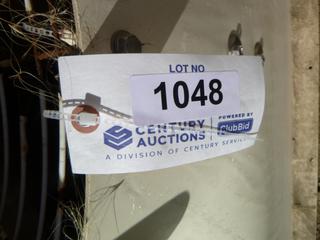 LOT NO
1048
CENTURY
AUCTIONS
POWERED BY
ClubBid
A DIVISION OF CENTURY SERVICES